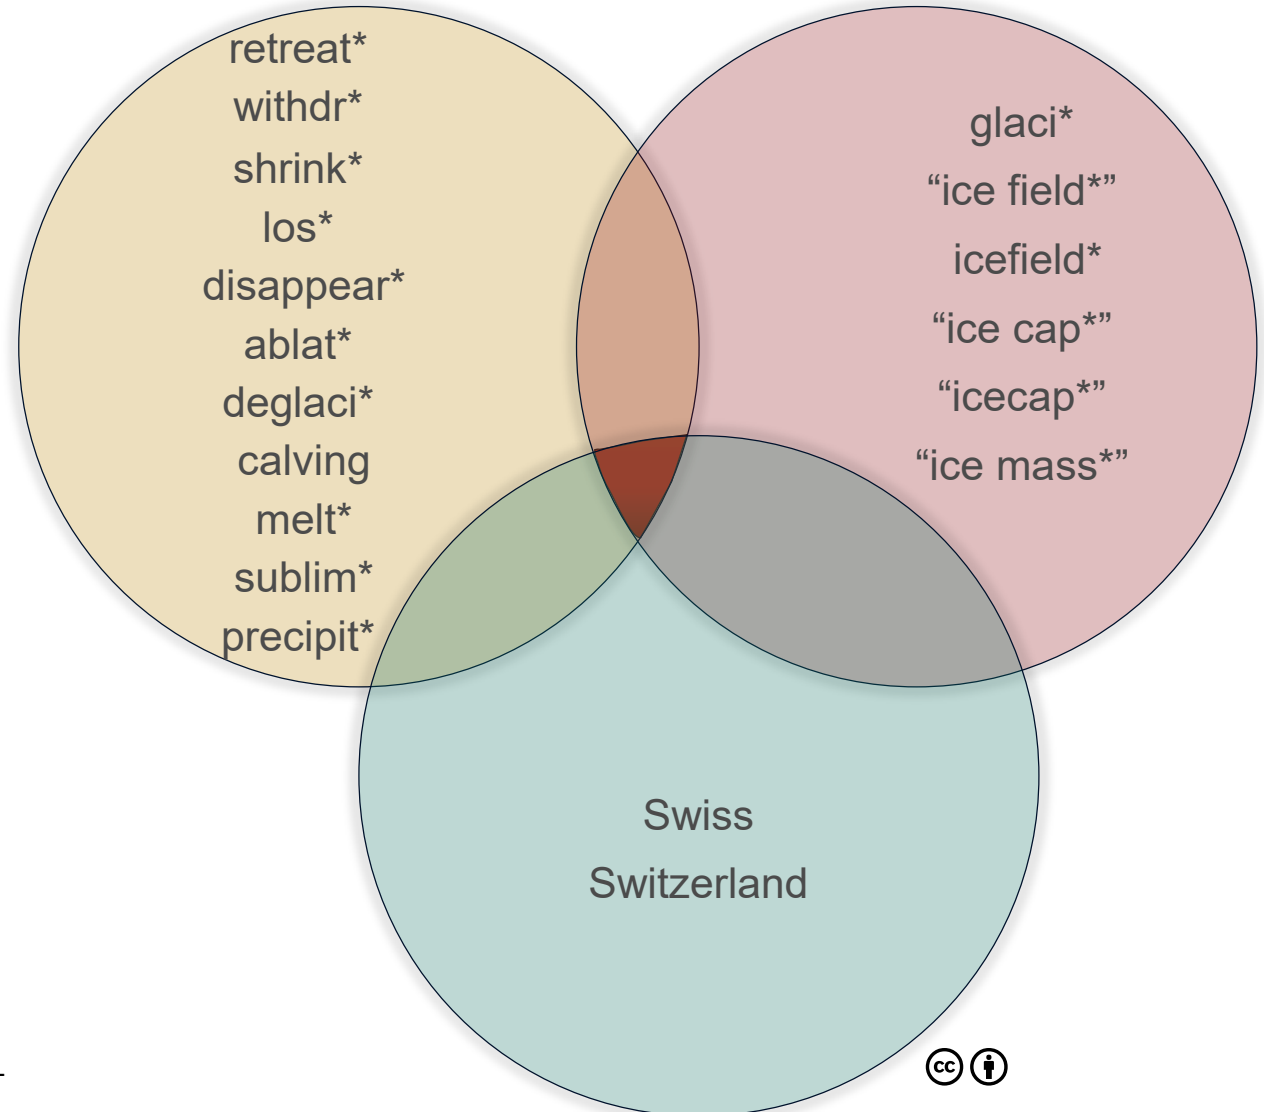 retreat*
withdr*
shrink*
los*
disappear*
ablat*
deglaci*
calving
melt*
sublim*
precipit*
glaci*
“ice field*”
icefield*
“ice cap*”
“icecap*”
“ice mass*”
Swiss
Switzerland
cc